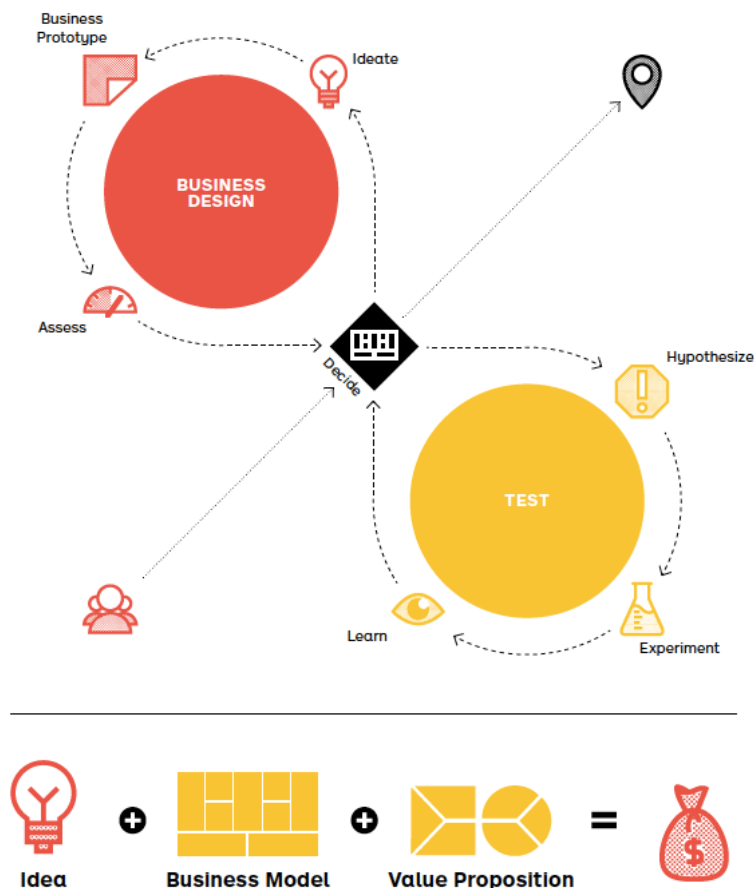 Business
Prototype
Ideate
BUSINESS
DESIGN
Assess
Decide
Hypothesize
TEST
Learn
Experiment
+
+
=
$
Idea
Business Model
Value Proposition